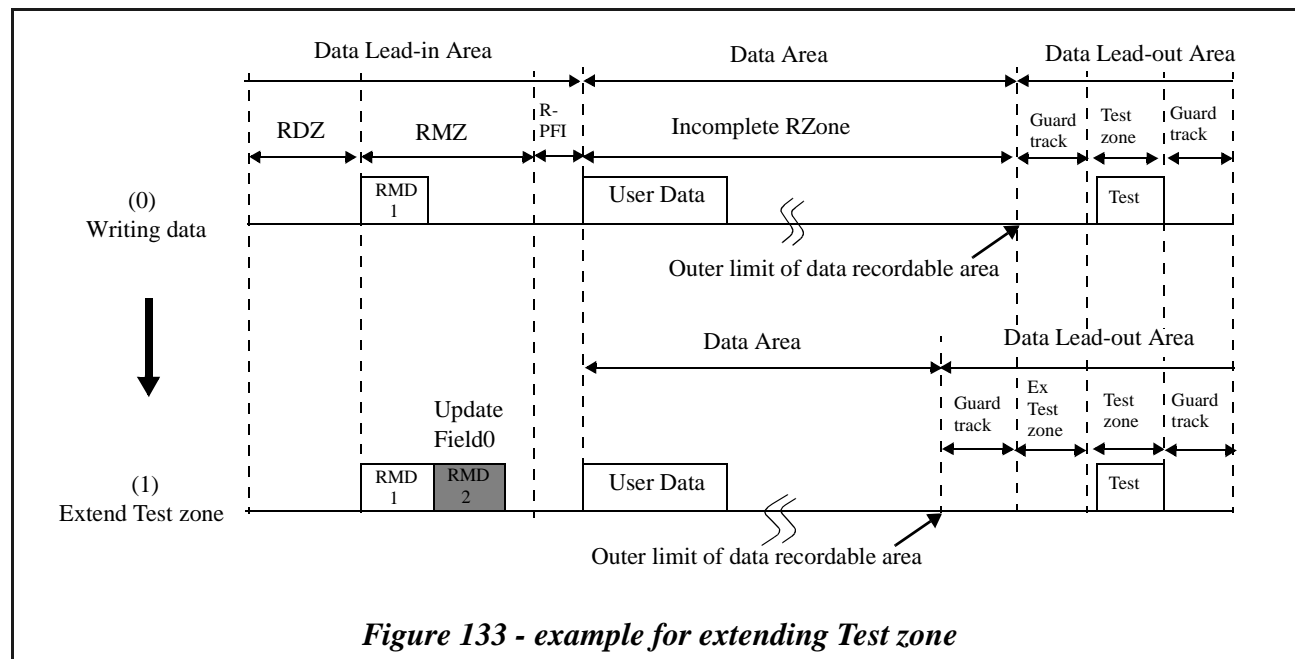 Data Lead-in Area
Data Area
Data Lead-out Area
RDZ
RMZ
R-
PFI
Incomplete RZone
Guard
track
Test
zone
Guard
track
(0)
Writing data
RMD
1
User Data
Test
Outer limit of data recordable area
Data Area
Data Lead-out Area
Update
Field0
Guard
track
Ex
Test
zone
Test
zone
Guard
track
(1)
Extend Test zone
RMD
1
RMD
2
User Data
Test
Outer limit of data recordable area
Figure 133 - example for extending Test zone